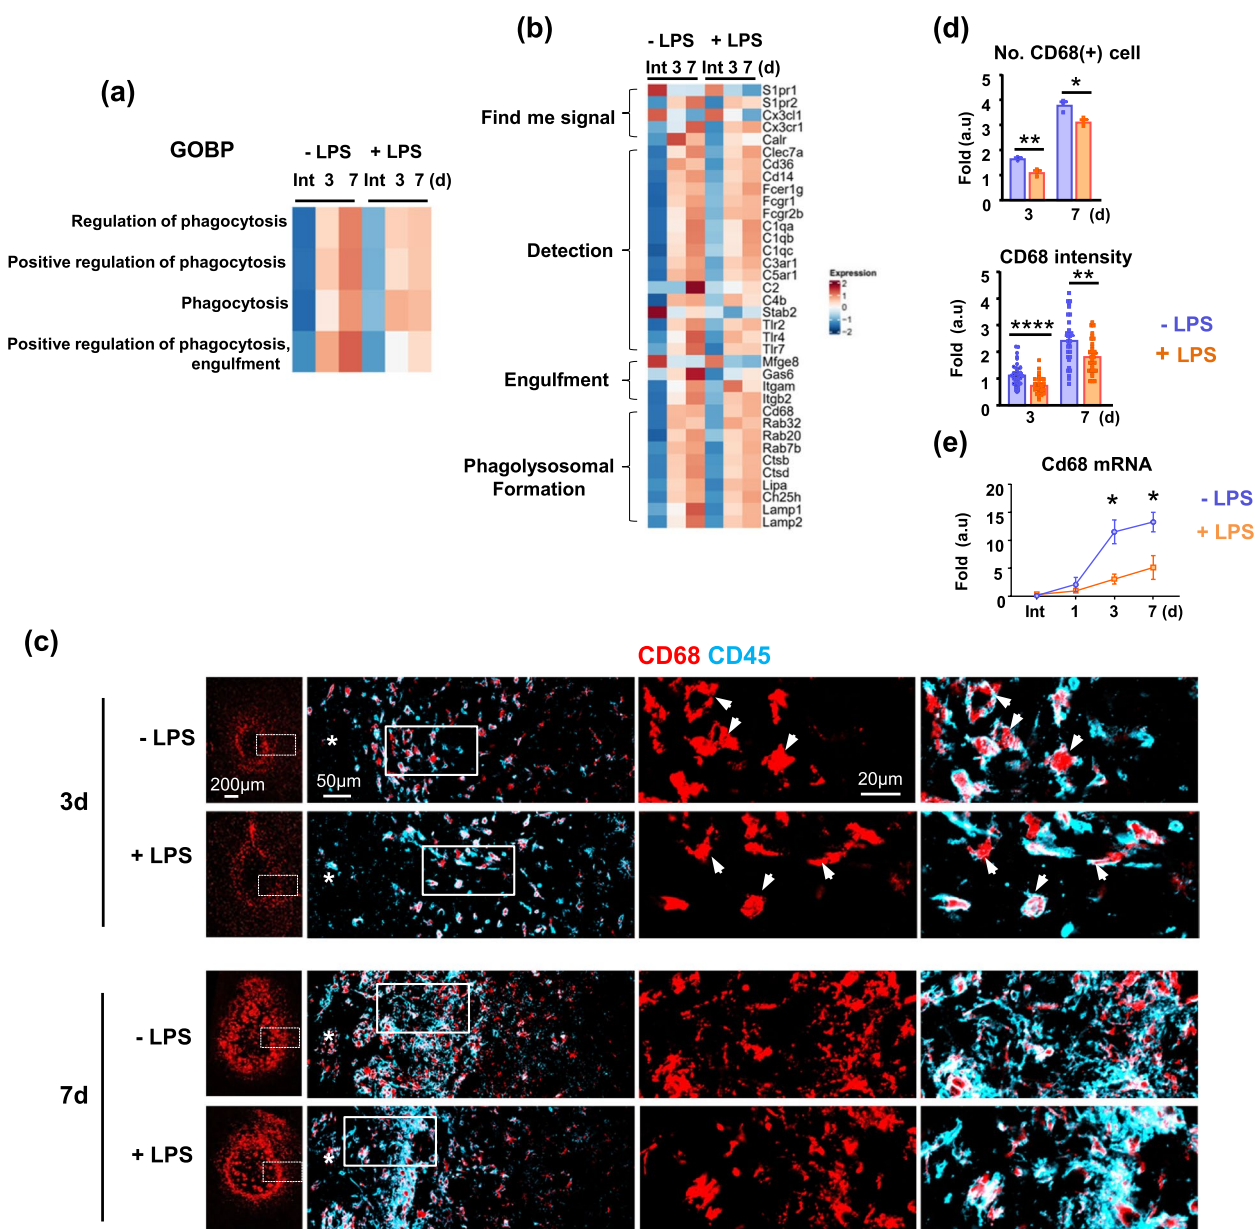 (a)
GOBP
- LPS + LPS
Int 3 7 Int 3 7 (d)
Regulation of phagocytosis
Positive regulation of phagocytosis
Phagocytosis
Positive regulation of phagocytosis,
engulfment
(b)
- LPS + LPS
Int 3 7 Int 3 7 (d)
Find me signal
Detection
Engulfment
Phagolysosomal
Formation
S1pr1
S1pr2
Cx3cl1
Cx3cr1
Calr
Clec7a
Cd36
Cd14
Fcer1g
Fcgr1
Fcgr2b
C1qa
C1qb
C1qc
C3ar1
C5ar1
C2
C4b
Stab2
Tlr2
Tlr4
Tlr7
Mfge8
Gas6
Itgam
Itgb2
Cd68
Rab32
Rab20
Rab7b
Ctsb
Ctsd
Lipa
Ch25h
Lamp1
Lamp2
Expression
2
1
0
−1
−2
(d)
No. CD68(+) cell
Fold (a.u)
5
4
3
2
1
0
**
*
3 7 (d)
CD68 intensity
Fold (a.u)
5
4
3
2
1
0
****
**
3 7 (d)
- LPS
+ LPS
(e)
Cd68 mRNA
Fold (a.u)
20
15
10
5
0
* *
Int 1 3 7 (d)
- LPS
+ LPS
(c)
CD68 CD45
3d
- LPS
200µm
*
50µm
20µm
+ LPS
*
7d
- LPS
*
+ LPS
*